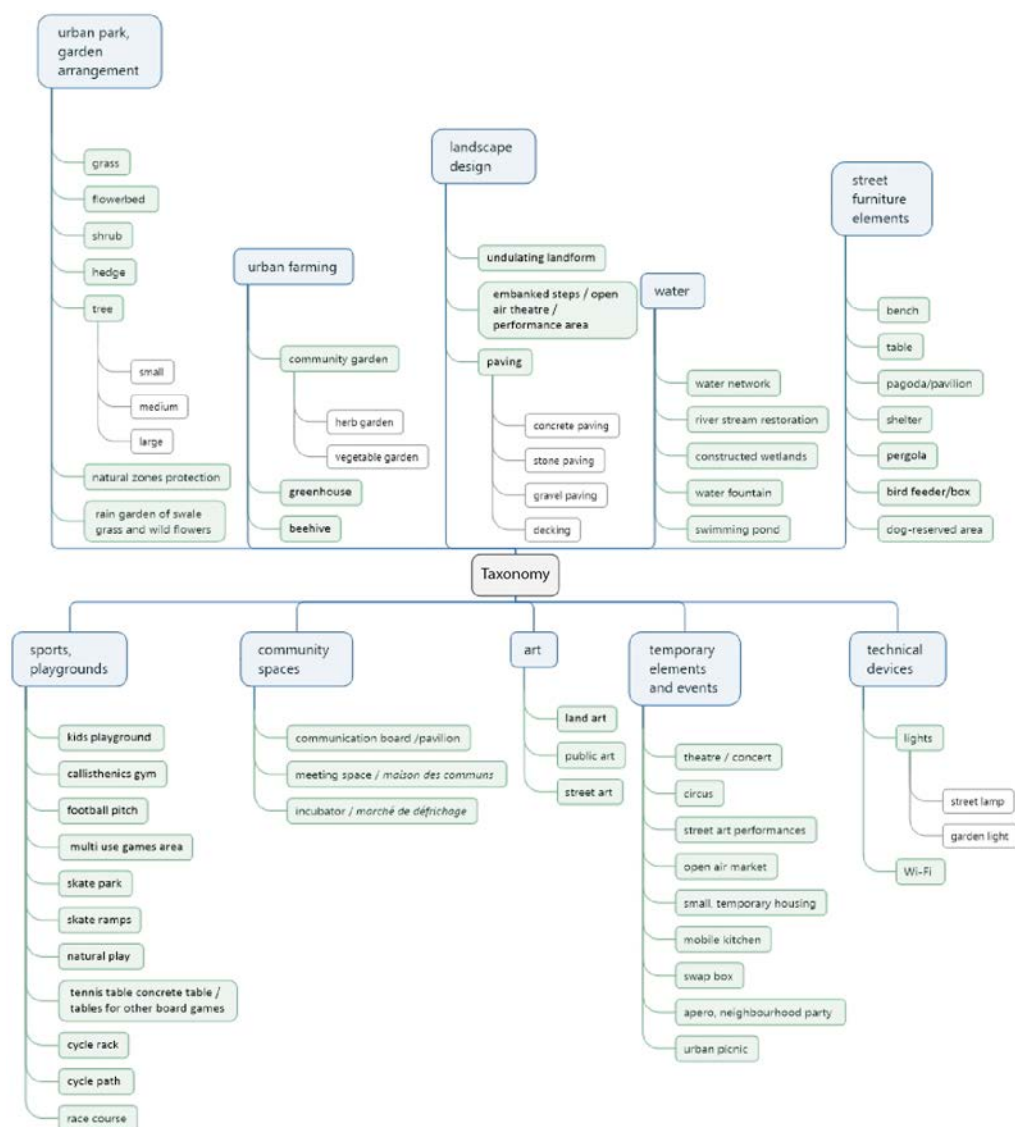 urban park,
garden
arrangement
grass
flowerbed
shrub
hedge
tree
small
medium
large
natural zones protection
rain garden of swale
grass and wild flowers
urban farming
community garden
herb garden
vegetable garden
greenhouse
beehive
landscape
design
undulating landform
embanked steps / open
air theatre /
performance area
paving
concrete paving
stone paving
gravel paving
decking
water
water network
river stream restoration
constructed wetlands
water fountain
swimming pond
street
furniture
elements
bench
table
pagoda/pavilion
shelter
pergola
bird feeder/box
dog-reserved area
Taxonomy
sports,
playgrounds
kids playground
callisthenics gym
football pitch
multi use games area
skate park
skate ramps
natural play
tennis table concrete table /
tables for other board games
cycle rack
cycle path
race course
community
spaces
communication board /pavilion
meeting space / maison des communs
incubator / marché de défrichage
art
land art
public art
street art
temporary
elements
and events
theatre / concert
circus
street art performances
open air market
small, temporary housing
mobile kitchen
swap box
apero, neighbourhood party
urban picnic
technical
devices
lights
street lamp
garden light
Wi-Fi